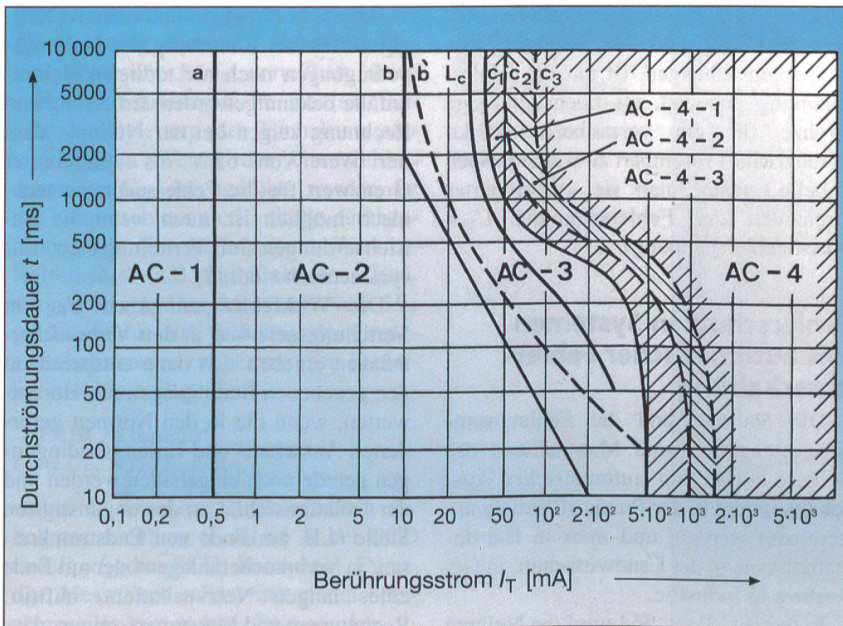 a b b' Lc c1 c2 c3
10 000
5000
2000
1000
500
200
100
50
20
10
Durchströmungsdauer t (ms)
AC-4-1
AC-4-2
AC-4-3
AC-1 AC-2 AC-3 AC-4
0,1 0,2 0,5 1 2 5 10 20 50 10² 2·10² 5·10² 10³ 2·10³ 5·10³
Berührungsstrom IT [mA]